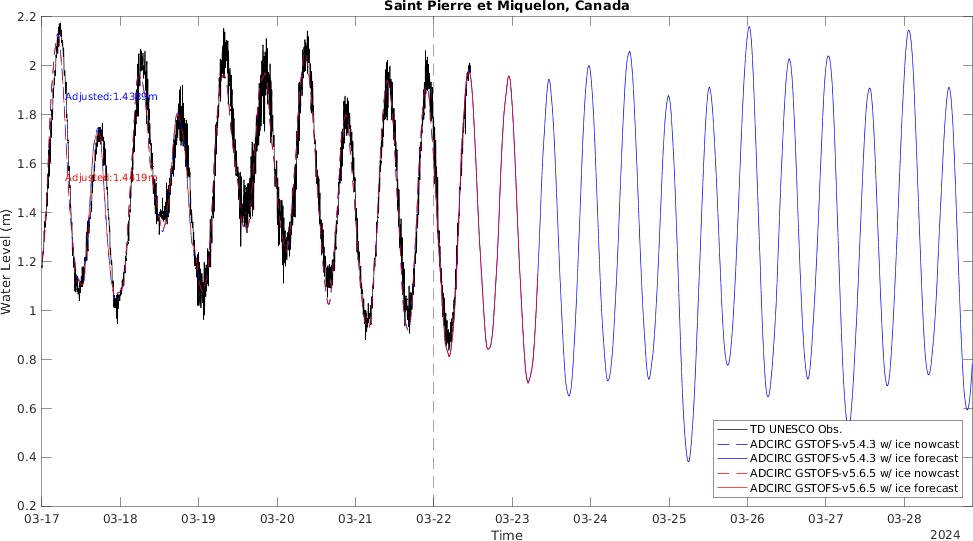 Saint Pierre et Miquelon, Canada
Water Level (m)
2.2
2
1.8
1.6
1.4
1.2
1
0.8
0.6
0.4
0.2
Adjusted:1.4389m
Adjusted:1.4419m
TD UNESCO Obs.
ADCIRC GSTOFS-v5.4.3 w/ ice nowcast
ADCIRC GSTOFS-v5.4.3 w/ ice forecast
ADCIRC GSTOFS-v5.6.5 w/ ice nowcast
ADCIRC GSTOFS-v5.6.5 w/ ice forecast
03-17 03-18 03-19 03-20 03-21 03-22 03-23 03-24 03-25 03-26 03-27 03-28
Time
2024